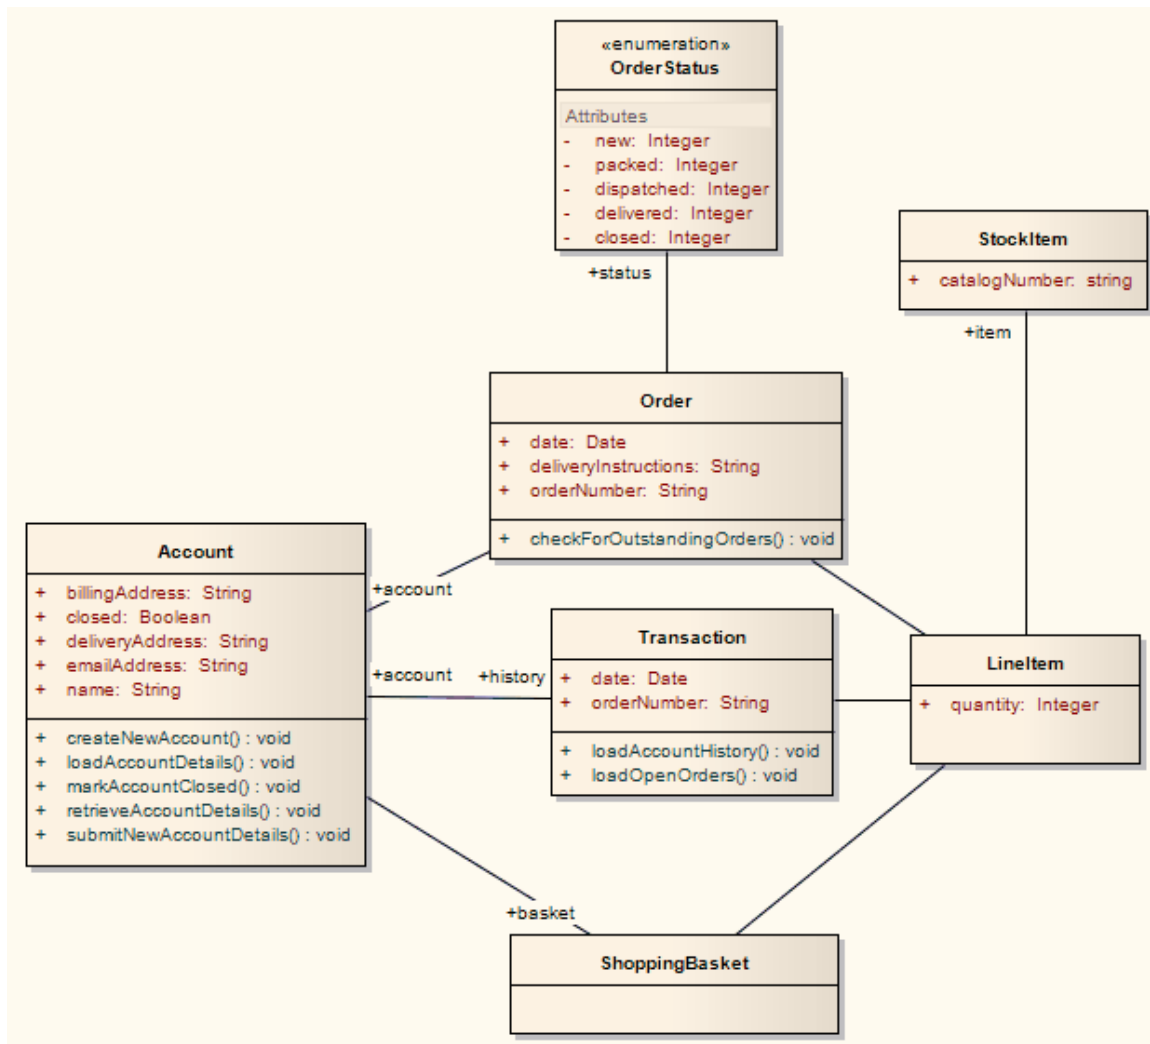 «enumeration»
OrderStatus
Attributes
- new: Integer
- packed: Integer
- dispatched: Integer
- delivered: Integer
- closed: Integer
+status
StockItem
+ catalogNumber: string
+item
Order
+ date: Date
+ deliveryInstructions: String
+ orderNumber: String
+ checkForOutstandingOrders() : void
Account
+ billingAddress: String
+ closed: Boolean
+ deliveryAddress: String
+ emailAddress: String
+ name: String
+ createNewAccount() : void
+ loadAccountDetails() : void
+ markAccountClosed() : void
+ retrieveAccountDetails() : void
+ submitNewAccountDetails() : void
+account
+account
+history
Transaction
+ date: Date
+ orderNumber: String
+ loadAccountHistory() : void
+ loadOpenOrders() : void
LineItem
+ quantity: Integer
+basket
ShoppingBasket